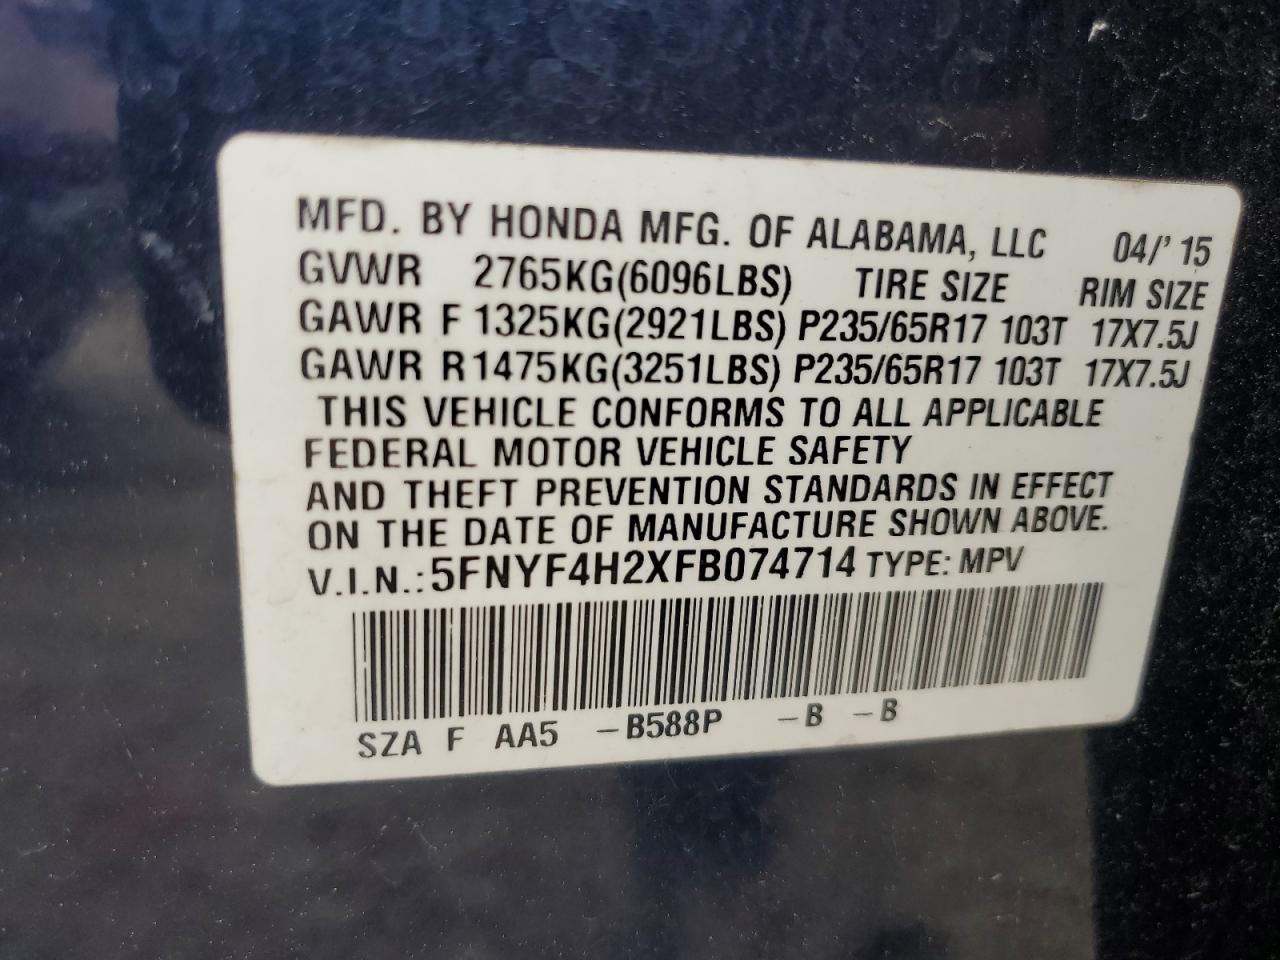 MFD. BY HONDA MFG. OF ALABAMA, LLC 04/' 15
GVWR 2765KG(6096LBS) TIRE SIZE RIM SIZE
GAWR F 1325KG(2921LBS) P235/65R17 103T 17X7.5J
GAWR R 1475KG(3251LBS) P235/65R17 103T 17X7.5J
THIS VEHICLE CONFORMS TO ALL APPLICABLE
FEDERAL MOTOR VEHICLE SAFETY
AND THEFT PREVENTION STANDARDS IN EFFECT
ON THE DATE OF MANUFACTURE SHOWN ABOVE.
V.I.N.:5FNYF4H2XFB074714 TYPE: MPV
SZA F AA5 -B588P -B -B